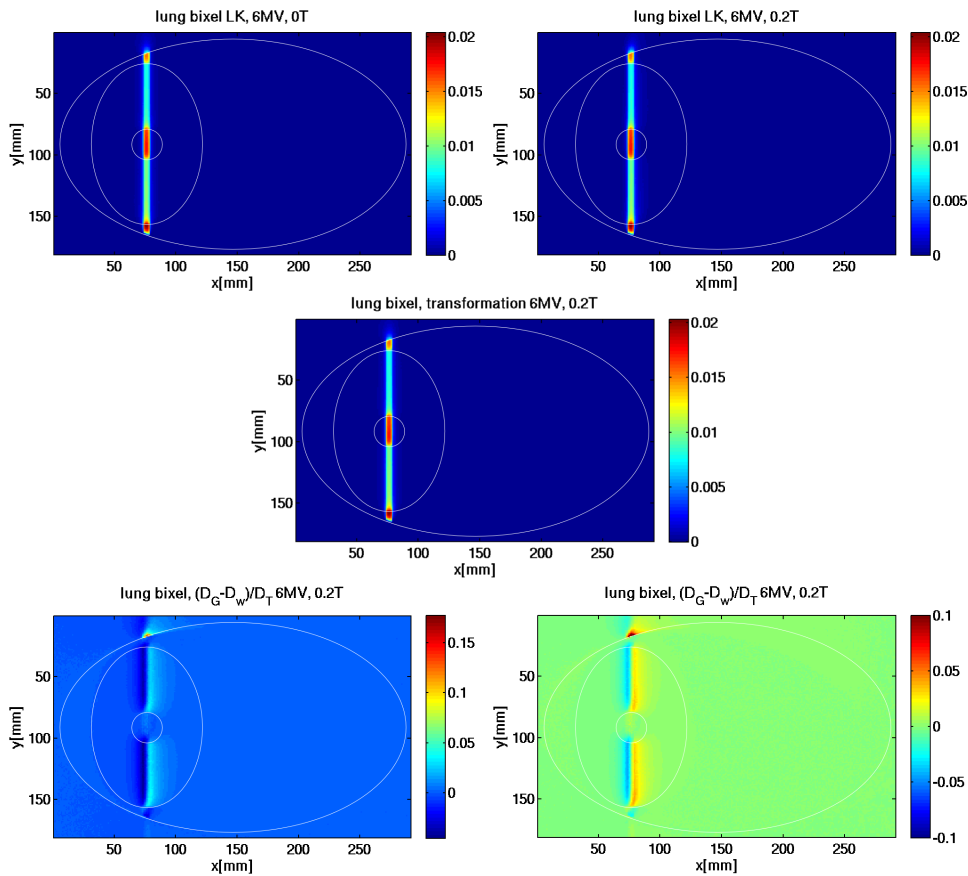 lung bixel LK, 6MV, 0T
0.02
0.015
0.01
0.005
0
50
100
150
y[mm]
50 100 150 200 250
x[mm]
lung bixel LK, 6MV, 0.2T
0.02
0.015
0.01
0.005
0
50
100
150
y[mm]
50 100 150 200 250
x[mm]
lung bixel, transformation 6MV, 0.2T
0.02
0.015
0.01
0.005
0
50
100
150
y[mm]
50 100 150 200 250
x[mm]
lung bixel, (D_G-D_w)/D_T 6MV, 0.2T
0.15
0.1
0.05
0
50
100
150
y[mm]
50 100 150 200 250
x[mm]
lung bixel, (D_G-D_w)/D_T 6MV, 0.2T
0.1
0.05
0
-0.05
-0.1
50
100
150
y[mm]
50 100 150 200 250
x[mm]